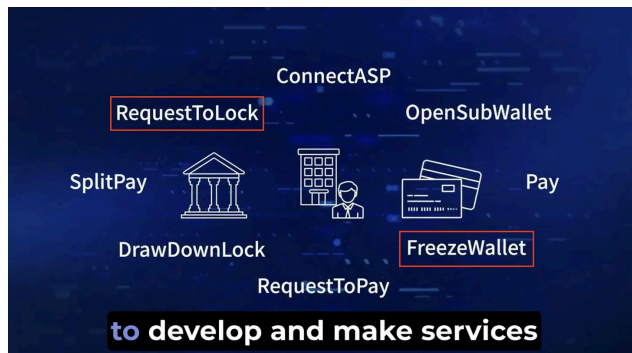 ConnectASP
RequestToLock
OpenSubWallet
SplitPay
Pay
DrawDownLock
FreezeWallet
RequestToPay
to develop and make services